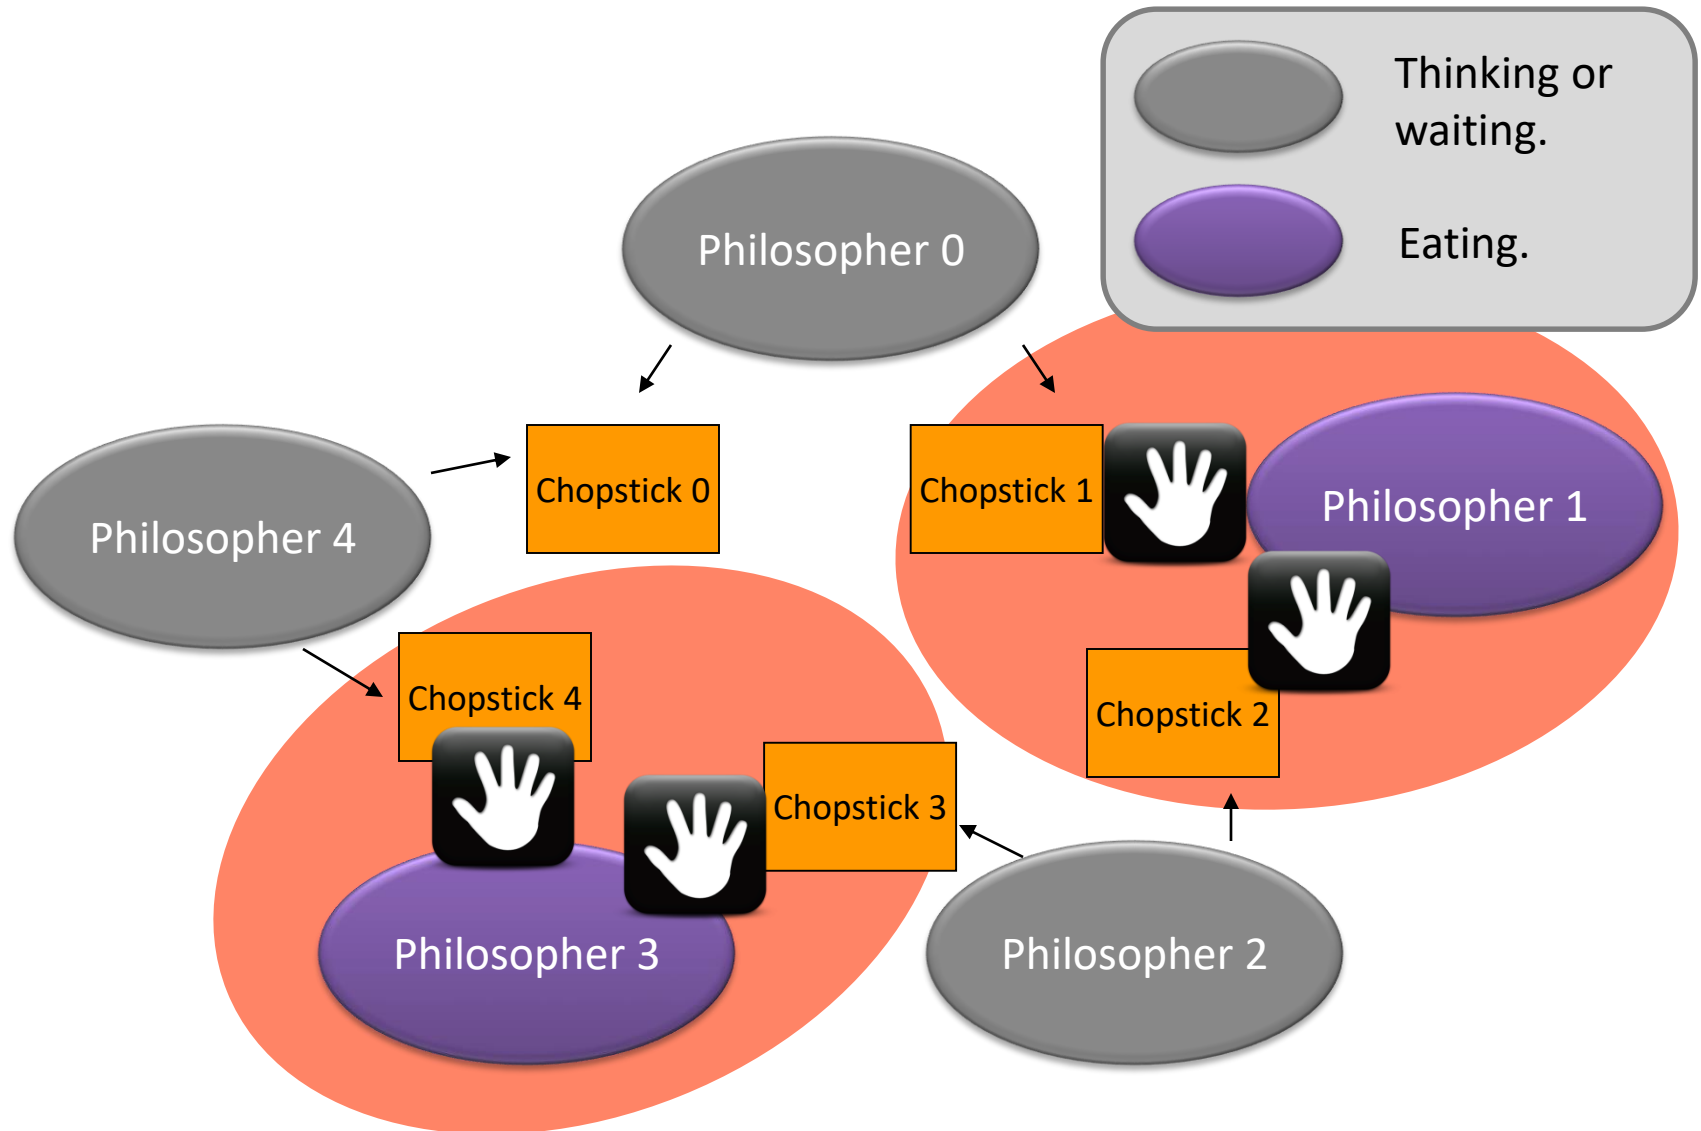 Thinking or
waiting.
Eating.
Philosopher 0
Chopstick 0
Chopstick 1
Philosopher 1
Philosopher 4
Chopstick 4
Chopstick 2
Chopstick 3
Philosopher 3
Philosopher 2